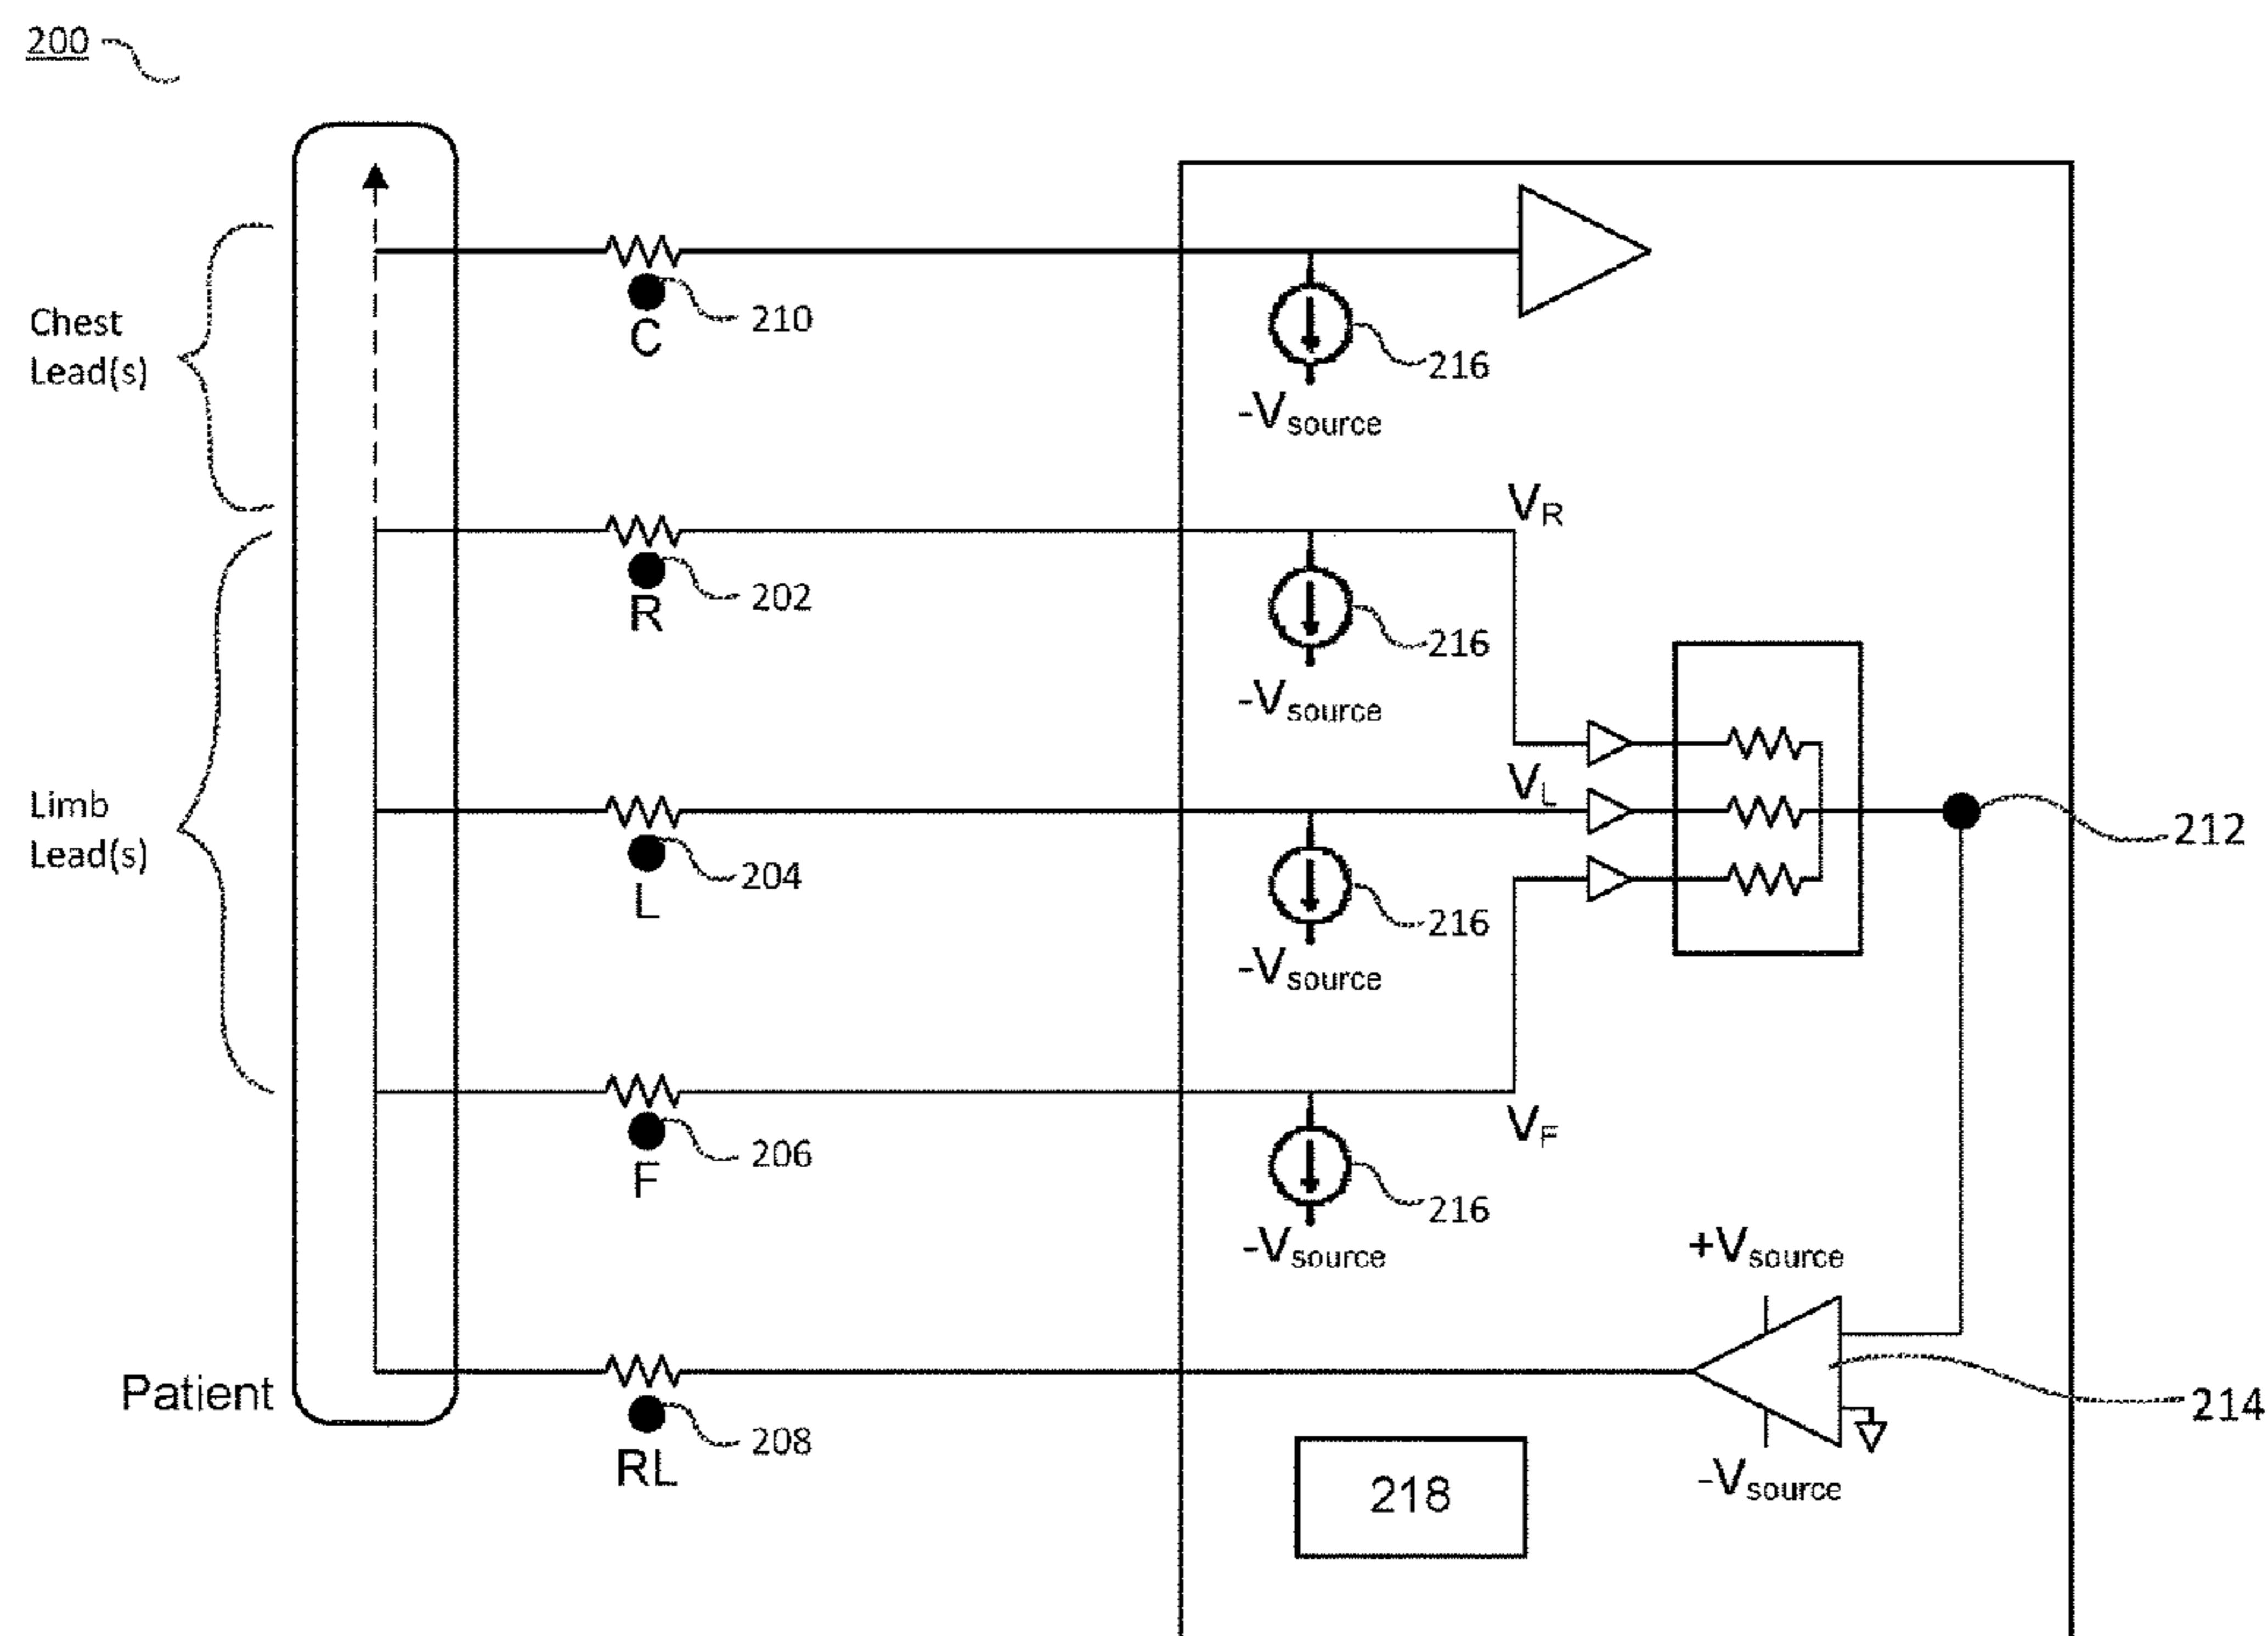 200
Chest
Lead(s)
210
C
216
-Vsource
VR
202
R
216
-Vsource
Limb
Lead(s)
VL
204
L
212
216
-Vsource
206
F
VF
216
-Vsource
+Vsource
Patient
208
RL
218
214
-Vsource